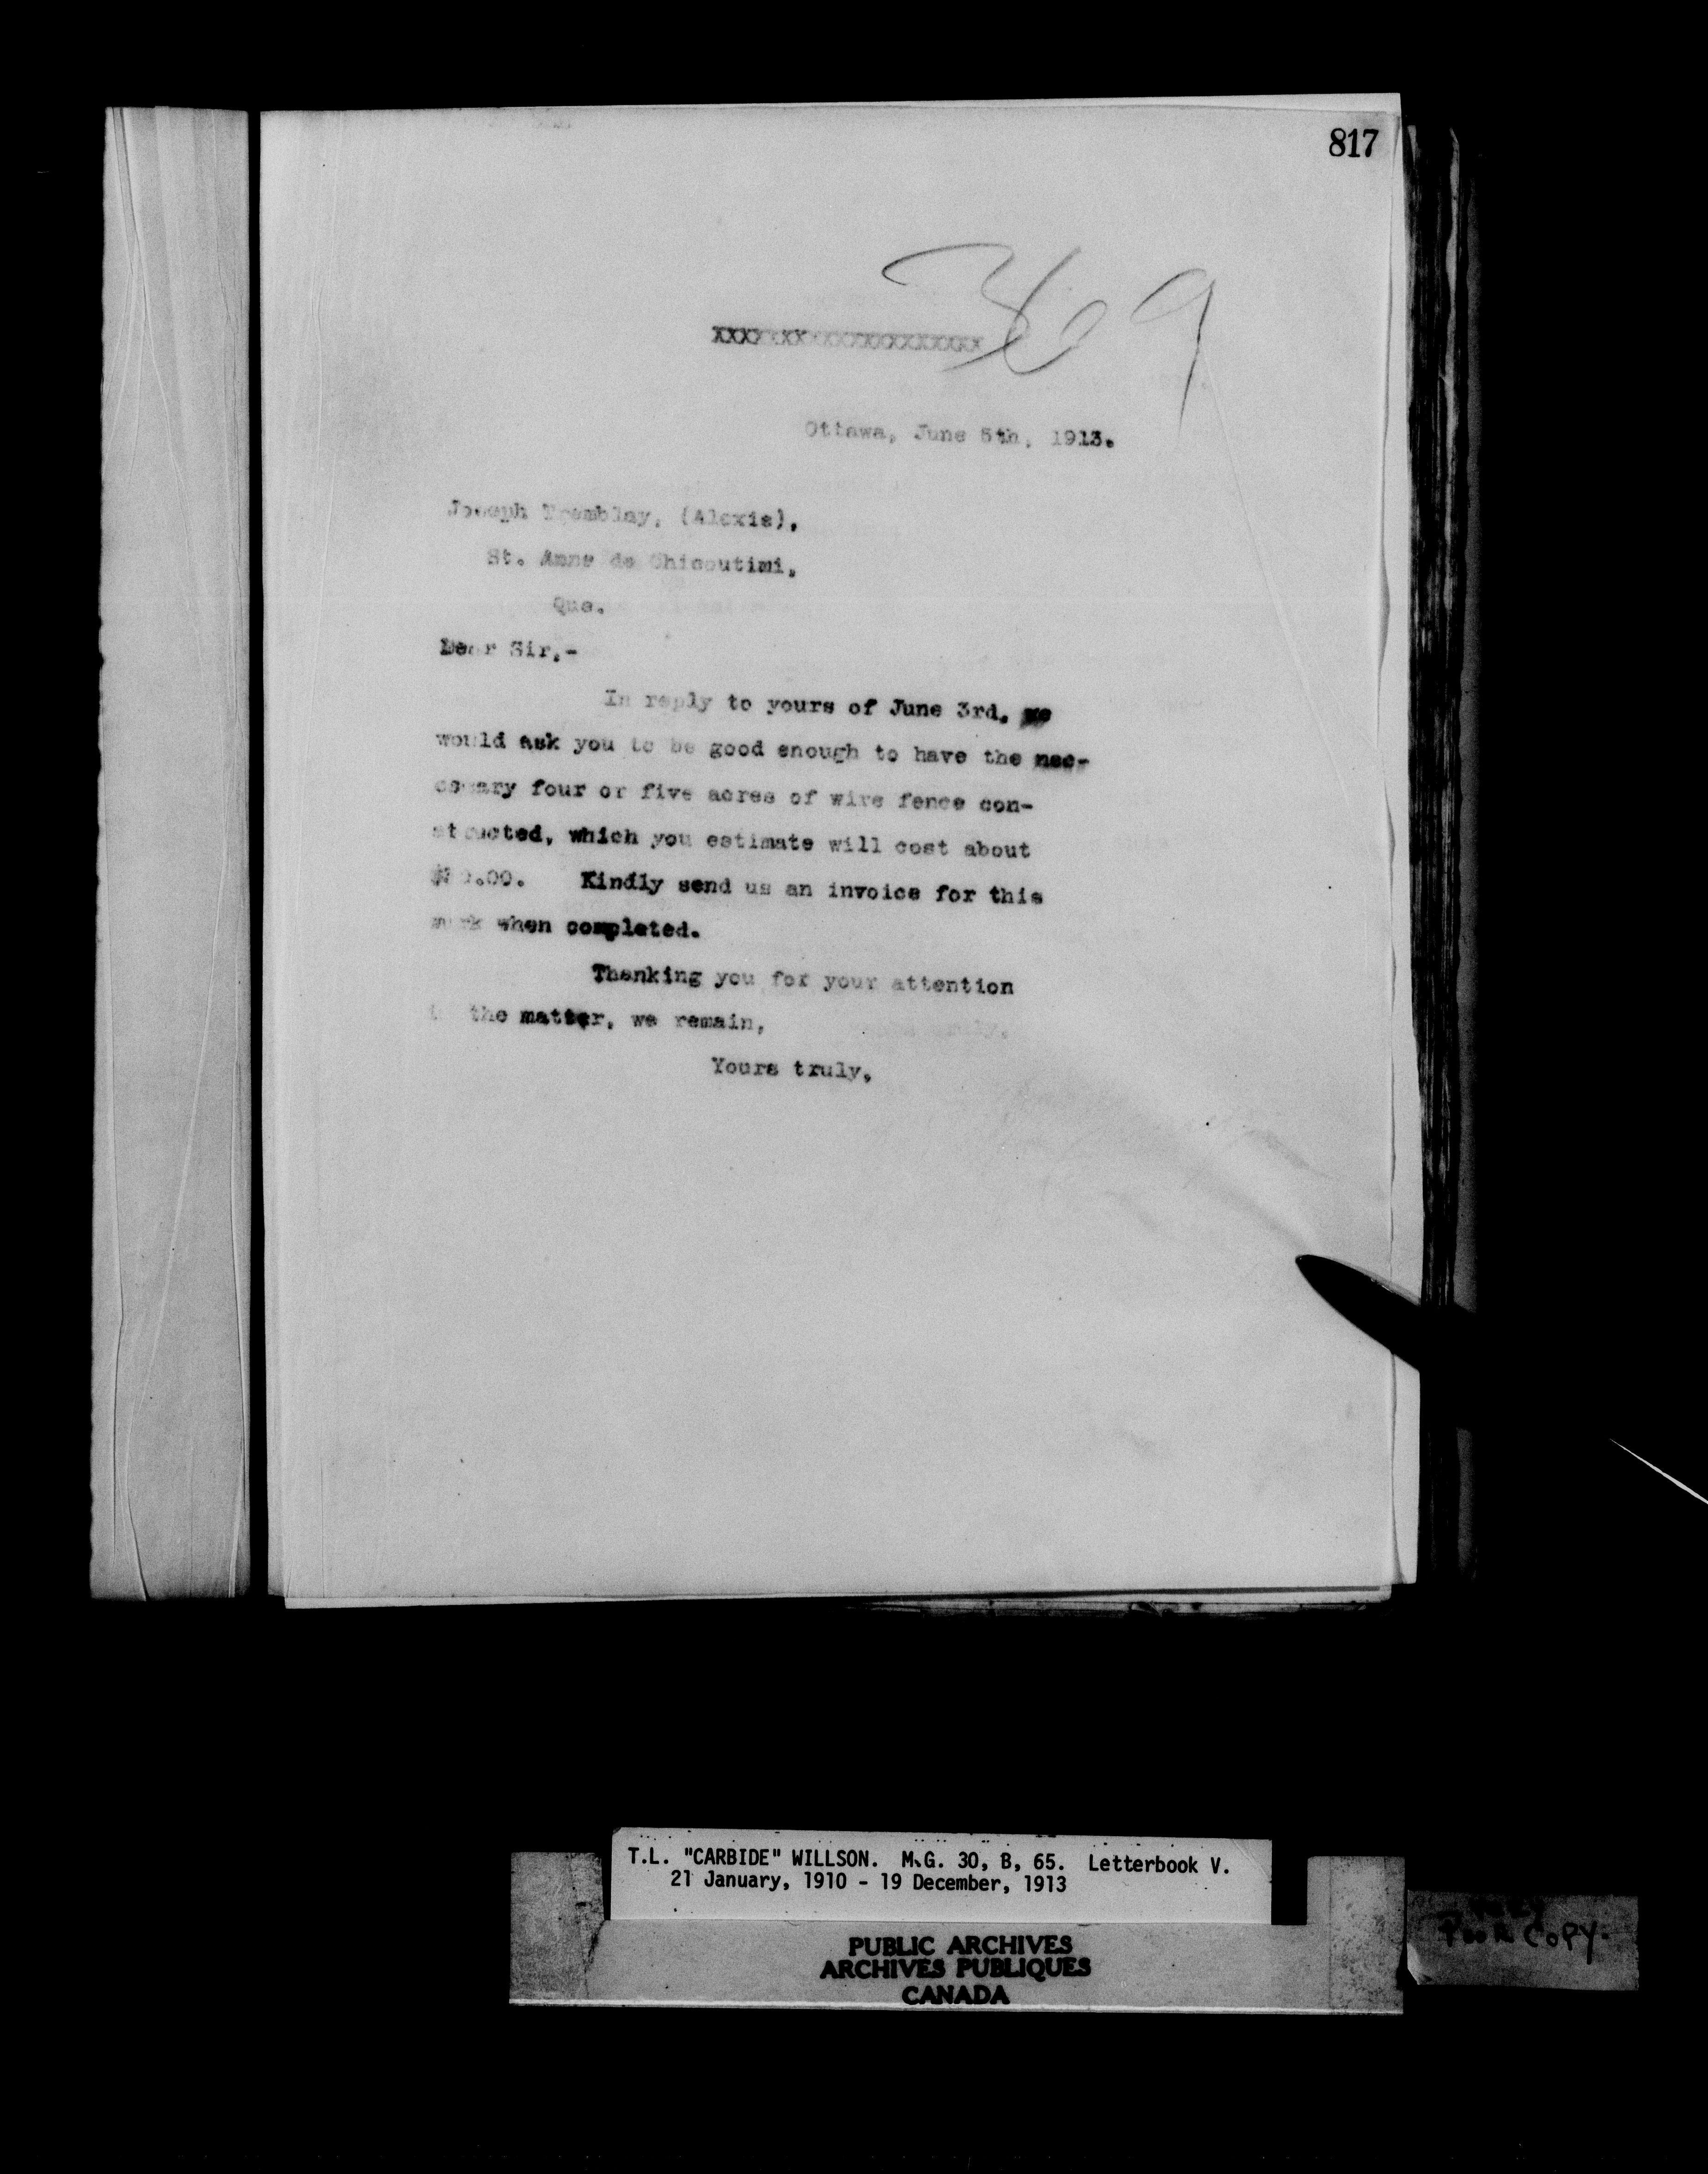 817
369
XXXXXXXXXXXXXXXXXXXXXXX
Ottawa, June 5th, 1913.
Joseph Tremblay, (Alexis),
St. Anne de Chicoutimi,
Que.
Dear Sir,-
In reply to yours of June 3rd, we
would ask you to be good enough to have the nec-
essary four or five acres of wire fence con-
structed, which you estimate will cost about
Kindly send us an invoice for this
work when completed.
Thanking you for your attention
in the matter, we remain,
Yours truly,
T.L. "CARBIDE" WILLSON. M.G. 30, B, 65. Letterbook V.
21 January, 1910 - 19 December, 1913
PUBLIC ARCHIVES
ARCHIVES PUBLIQUES
CANADA
POOR COPY.